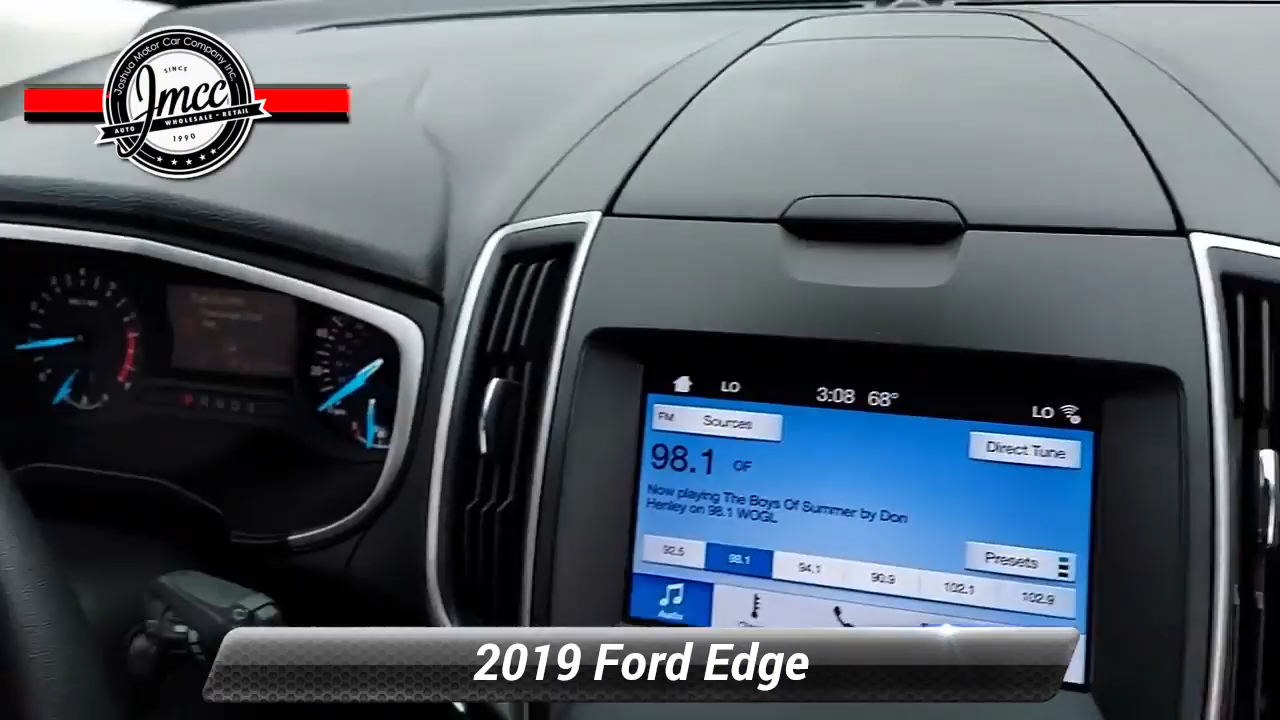 Joshua Motor Car Company Inc.
SINCE
Jmcc
AUTO WHOLESALE - RETAIL
1990
LO 3:08 68° LO
FM Sources
Direct Tune
98.1 OF
Now playing The Boys Of Summer by Don
Henley on 98.1 WOGL
Presets
92.5 98.1 94.1 90.9 102.1 102.9
Audio
2019 Ford Edge